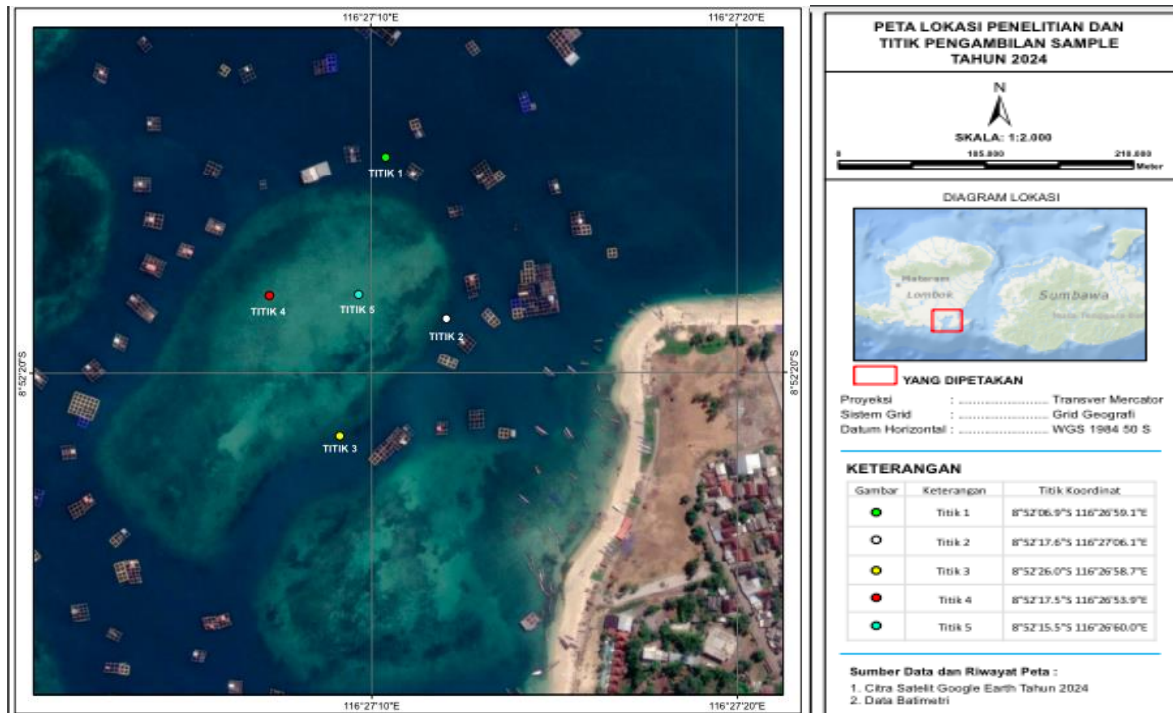 116°27'10"E
116°27'20"E
TITIK 1
TITIK 4
TITIK 5
TITIK 2
8°52'20"S
8°52'20"S
TITIK 3
116°27'10"E
116°27'20"E
PETA LOKASI PENELITIAN DAN
TITIK PENGAMBILAN SAMPLE
TAHUN 2024
N
SKALA: 1:2.000
0 105.000 210.000
Meter
DIAGRAM LOKASI
Mataram
Lombok
Sumbawa
YANG DIPETAKAN
Proyeksi : ........................ Transver Mercator
Sistem Grid : ........................ Grid Geografi
Datum Horizontal : ........................ WGS 1984 50 S
KETERANGAN
Gambar Keterangan Titik Koordinat
Titik 1 8°52'06.9"S 116°26'59.1"E
Titik 2 8°52'17.6"S 116°27'06.1"E
Titik 3 8°52'26.0"S 116°26'58.7"E
Titik 4 8°52'17.5"S 116°26'53.9"E
Titik 5 8°52'15.5"S 116°26'60.0"E
Sumber Data dan Riwayat Peta :
1. Citra Satelit Google Earth Tahun 2024
2. Data Batimetri